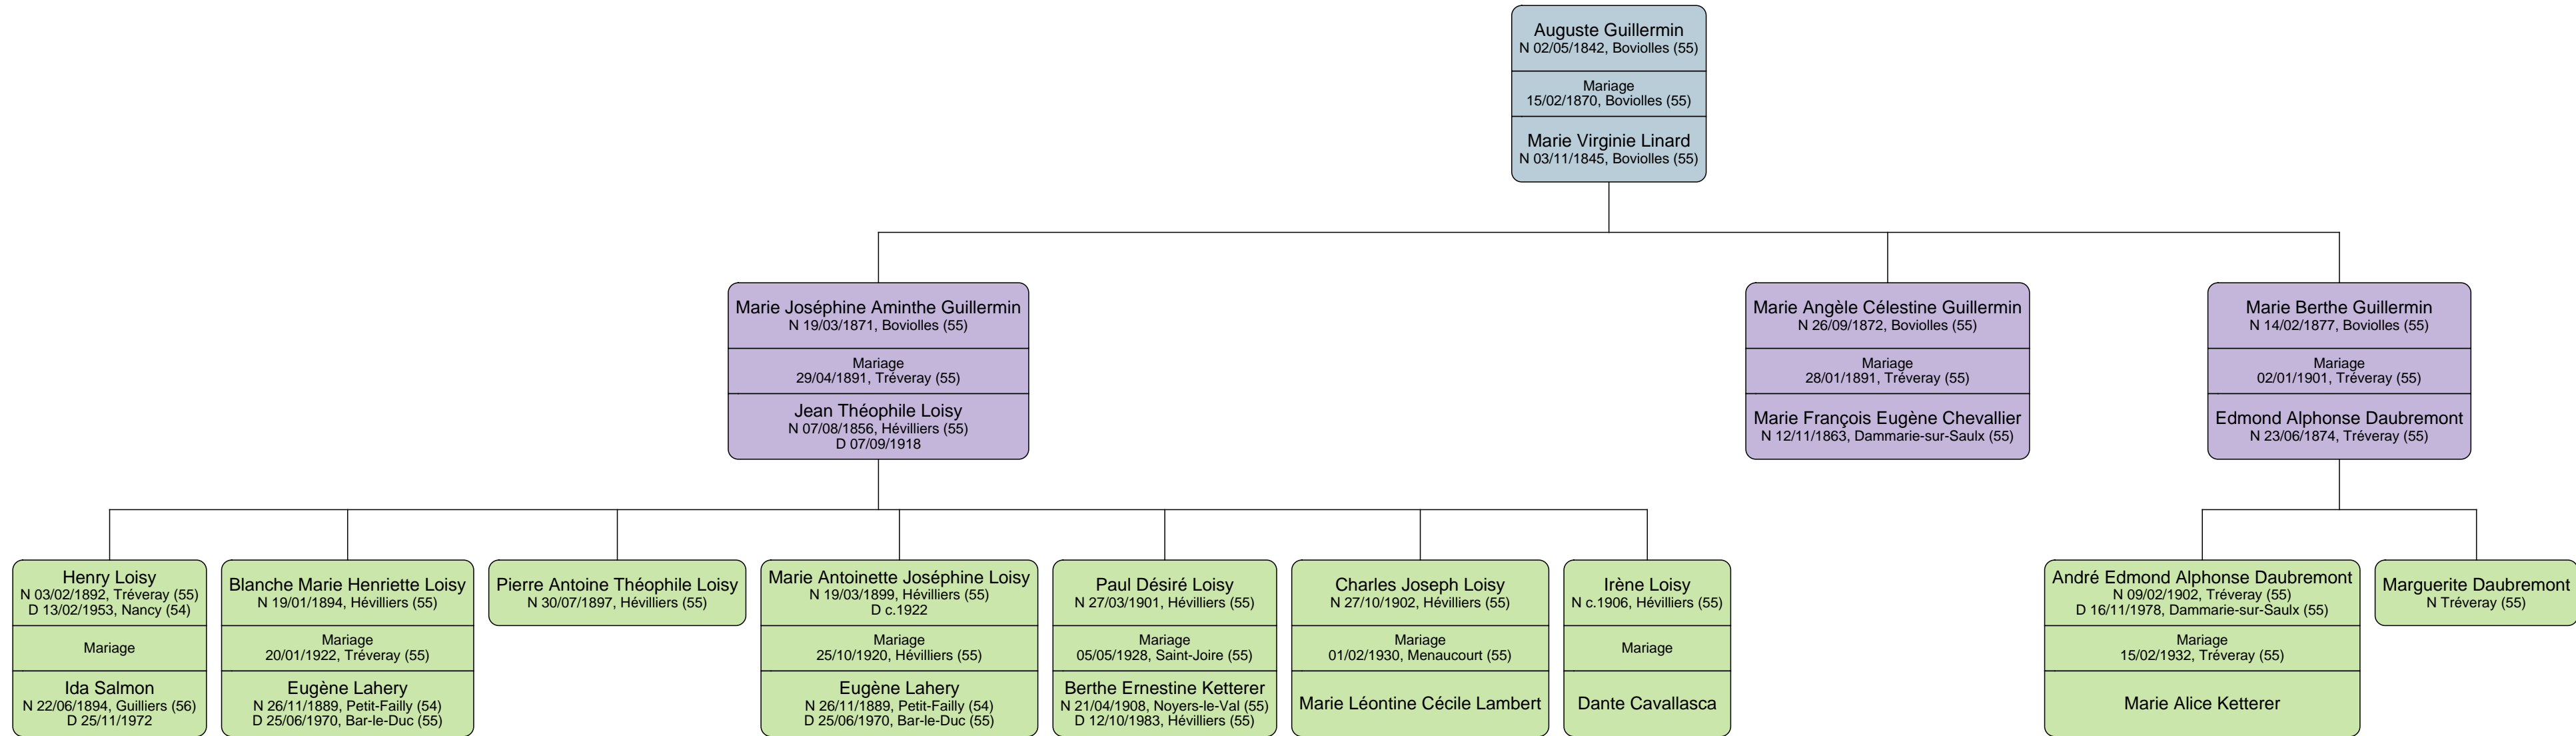 Auguste Guillermin
N 02/05/1842, Boviolles (55)
Mariage
15/02/1870, Boviolles (55)
Marie Virginie Linard
N 03/11/1845, Boviolles (55)
Marie Joséphine Aminthe Guillermin
N 19/03/1871, Boviolles (55)
Mariage
29/04/1891, Tréveray (55)
Jean Théophile Loisy
N 07/08/1856, Hévilliers (55)
D 07/09/1918
Marie Angèle Célestine Guillermin
N 26/09/1872, Boviolles (55)
Mariage
28/01/1891, Tréveray (55)
Marie François Eugène Chevallier
N 12/11/1863, Dammarie-sur-Saulx (55)
Marie Berthe Guillermin
N 14/02/1877, Boviolles (55)
Mariage
02/01/1901, Tréveray (55)
Edmond Alphonse Daubremont
N 23/06/1874, Tréveray (55)
Henry Loisy
N 03/02/1892, Tréveray (55)
D 13/02/1953, Nancy (54)
Mariage
Ida Salmon
N 22/06/1894, Guilliers (56)
D 25/11/1972
Blanche Marie Henriette Loisy
N 19/01/1894, Hévilliers (55)
Mariage
20/01/1922, Tréveray (55)
Eugène Lahery
N 26/11/1889, Petit-Failly (54)
D 25/06/1970, Bar-le-Duc (55)
Pierre Antoine Théophile Loisy
N 30/07/1897, Hévilliers (55)
Marie Antoinette Joséphine Loisy
N 19/03/1899, Hévilliers (55)
D c.1922
Mariage
25/10/1920, Hévilliers (55)
Eugène Lahery
N 26/11/1889, Petit-Failly (54)
D 25/06/1970, Bar-le-Duc (55)
Paul Désiré Loisy
N 27/03/1901, Hévilliers (55)
Mariage
05/05/1928, Saint-Joire (55)
Berthe Ernestine Ketterer
N 21/04/1908, Noyers-le-Val (55)
D 12/10/1983, Hévilliers (55)
Charles Joseph Loisy
N 27/10/1902, Hévilliers (55)
Mariage
01/02/1930, Menaucourt (55)
Marie Léontine Cécile Lambert
Irène Loisy
N c.1906, Hévilliers (55)
Mariage
Dante Cavallasca
André Edmond Alphonse Daubremont
N 09/02/1902, Tréveray (55)
D 16/11/1978, Dammarie-sur-Saulx (55)
Mariage
15/02/1932, Tréveray (55)
Marie Alice Ketterer
Marguerite Daubremont
N Tréveray (55)